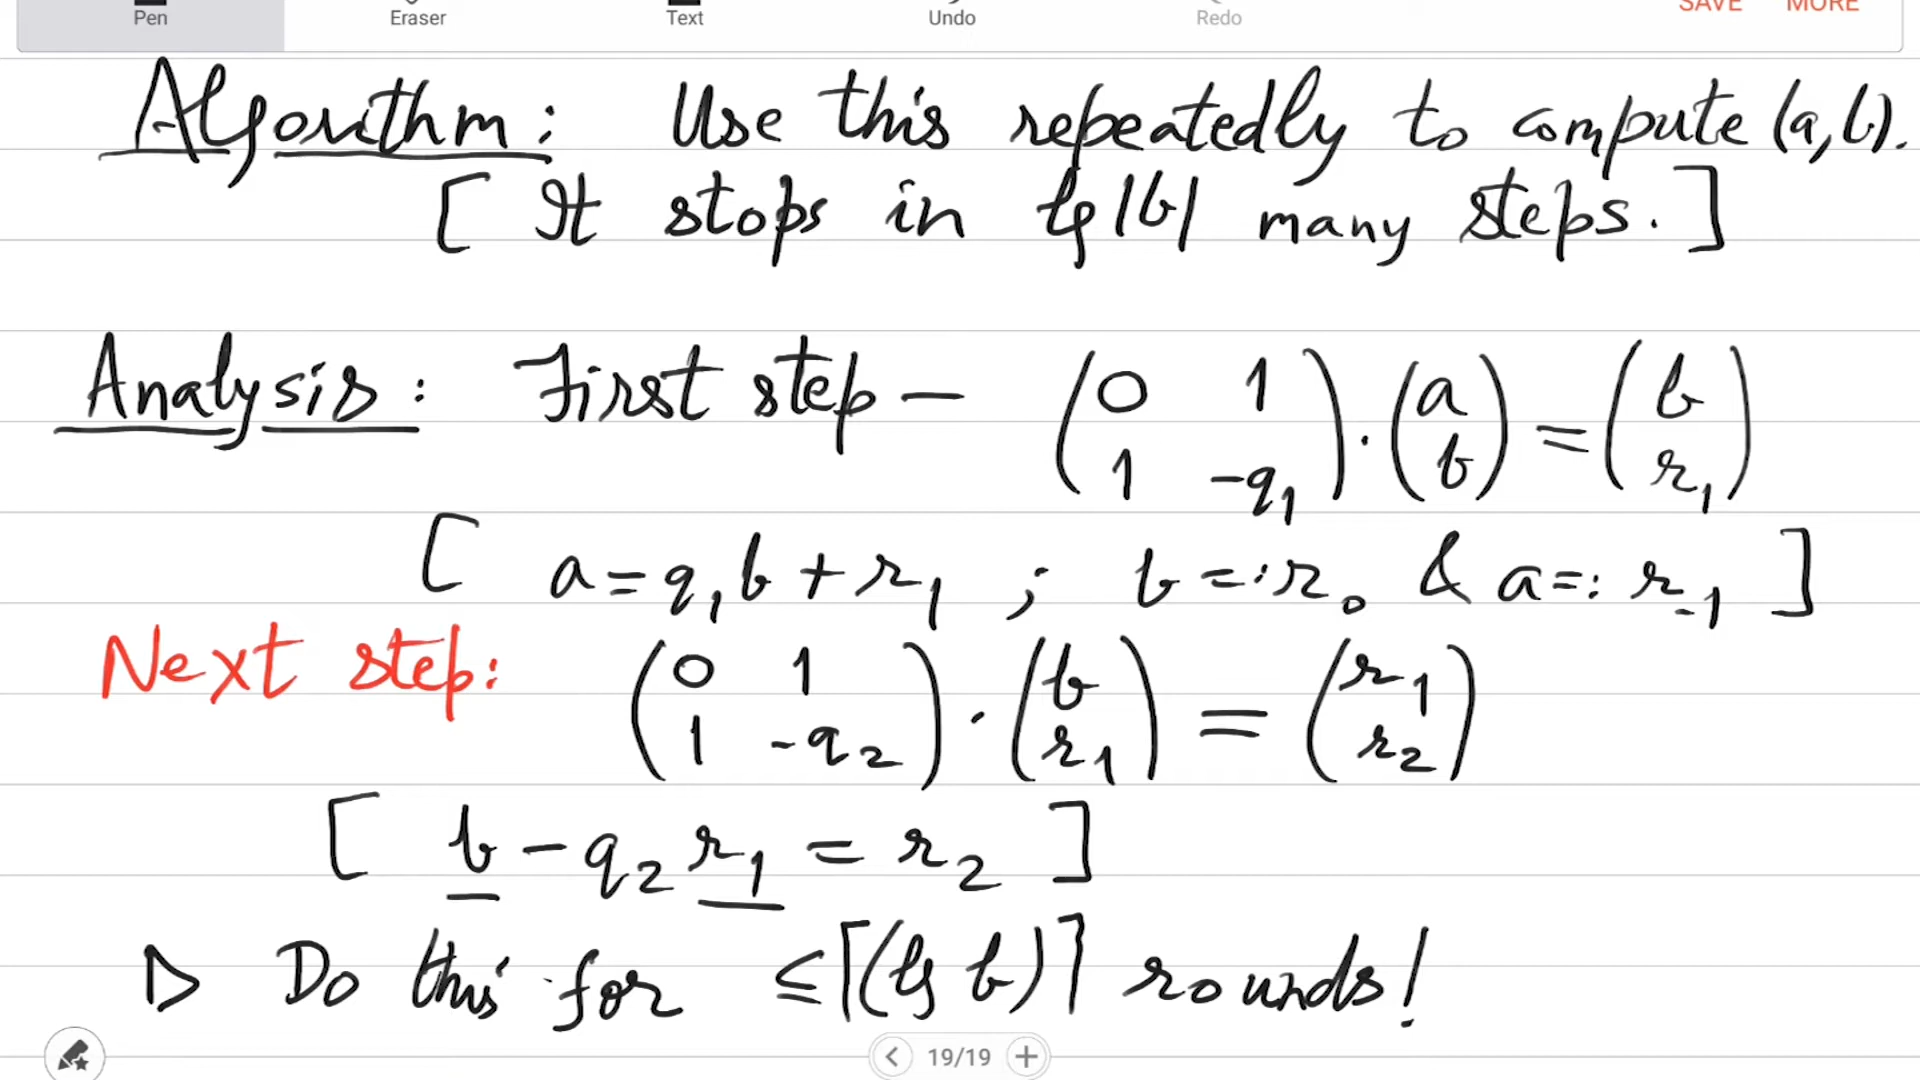 Pen Eraser Text Undo Redo SAVE MORE
Algorithm: Use this repeatedly to compute (a,b).
[ It stops in lg|b| many steps. ]
Analysis: First step — (0 1; 1 -q₁) · (a; b) = (b; r₁)
[ a = q₁b + r₁ ; b =: r₀ & a =: r₋₁ ]
Next step: (0 1; 1 -q₂) · (b; r₁) = (r₁; r₂)
[ b - q₂ r₁ = r₂ ]
▷ Do this for ≤ ⌈(lg b)⌉ rounds!
19/19